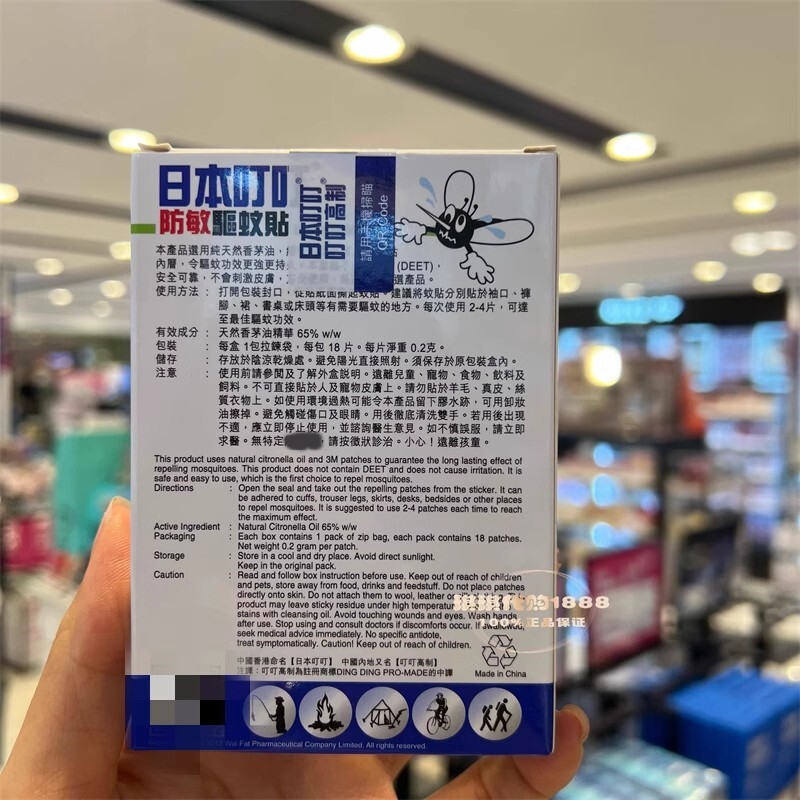 日本叮叮®
防敏驅蚊貼
日本叮叮®
叮叮高制
請用手機掃瞄
QR Code
本產品選用純天然香茅油,
內層,令驅蚊功效更強更持 (DEET),
安全可靠,不會刺激皮膚, 選產品。
使用方法 : 打開包裝封口,從貼紙面撕起蚊貼。建議將蚊貼分別貼於袖口、褲
腳、裙、書桌或床頭等有需要驅蚊的地方。每次使用 2-4片,可達
至最佳驅蚊功效。
有效成分 : 天然香茅油精華 65% w/w
包裝 : 每盒 1包拉鍊袋,每包 18 片。每片淨重 0.2克。
儲存 : 存放於陰涼乾燥處。避免陽光直接照射。須保存於原包裝盒內。
注意 : 使用前請參閱及了解外盒説明。遠離兒童、寵物、食物、飲料及
飼料。不可直接貼於人及寵物皮膚上。請勿貼於羊毛、真皮、絲
質衣物上。如使用環境過熱可能令本產品留下膠水跡,可用卸妝
油擦掉。避免觸碰傷口及眼睛。用後徹底清洗雙手。若用後出現
不適,應立即停止使用,並諮詢醫生意見。如不慎誤服,請立即
求醫。無特定 請按徵狀診治。小心!遠離孩童。
This product uses natural citronella oil and 3M patches to guarantee the long lasting effect of
repelling mosquitoes. This product does not contain DEET and does not cause irritation. It is
safe and easy to use, which is the first choice to repel mosquitoes.
Directions : Open the seal and take out the repelling patches from the sticker. It can
be adhered to cuffs, trouser legs, skirts, desks, bedsides or other places
to repel mosquitoes. It is suggested to use 2-4 patches each time to reach
the maximum effect.
Active Ingredient : Natural Citronella Oil 65% w/w
Packaging : Each box contains 1 pack of zip bag, each pack contains 18 patches.
Net weight 0.2 gram per patch.
Storage : Store in a cool and dry place. Avoid direct sunlight.
Keep in the original pack.
Caution : Read and follow box instruction before use. Keep out of reach of children
and pets, store away from food, drinks and feedstuff. Do not place patches
directly onto skin. Do not attach them to wool, leather or
product may leave sticky residue under high temperature
stains with cleansing oil. Avoid touching wounds and eyes. Wash hands
after use. Stop using and consult doctors if discomforts occur. If swallowed,
seek medical advice immediately. No specific antidote,
treat symptomatically. Caution! Keep out of reach of children.
琪琪代购1888
正品保证
中國香港命名【日本叮叮】 中國內地又名【叮叮高制】
註譯:叮叮高制為註冊商標DING DING PRO-MADE的中譯
Made in China
Wai Fat Pharmaceutical Company Limited. All rights reserved.